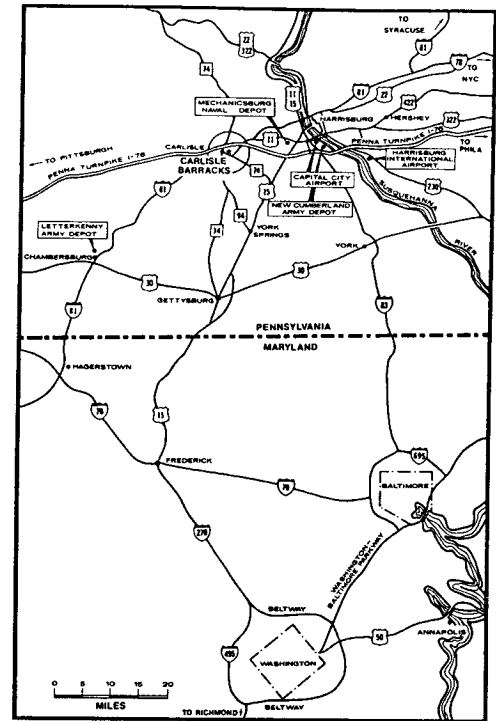 TO
SYRACUSE
81
22
322
34
78
TO
NYC
11
15
81
22
422
MECHANICSBURG
NAVAL DEPOT
HARRISBURG
HERSHEY
322
CARLISLE
11
PENNA TURNPIKE I-76
TO
PHILA
TO PITTSBURGH
PENNA TURNPIKE I-76
CARLISLE
BARRACKS
HARRISBURG
INTERNATIONAL
AIRPORT
74
CAPITAL CITY
AIRPORT
81
15
SUSQUEHANNA
230
NEW CUMBERLAND
ARMY DEPOT
94
34
YORK
SPRINGS
LETTERKENNY
ARMY DEPOT
YORK
RIVER
CHAMBERSBURG
30
30
GETTYSBURG
81
83
PENNSYLVANIA
MARYLAND
HAGERSTOWN
70
15
FREDERICK
695
70
BALTIMORE
270
WASHINGTON-
BALTIMORE PARKWAY
BELTWAY
50
ANNAPOLIS
495
WASHINGTON
0 5 10 15 20
MILES
BELTWAY
TO RICHMOND